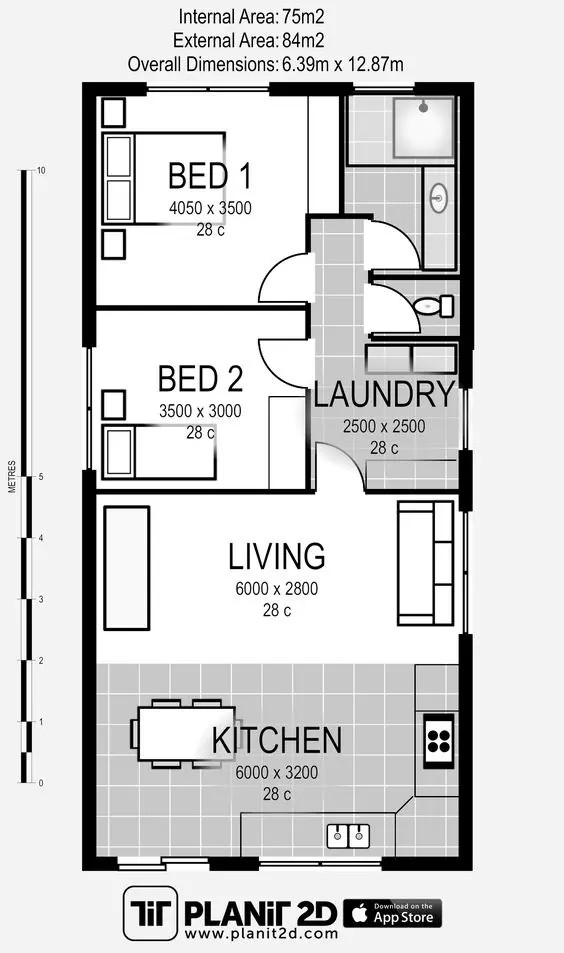 Internal Area: 75m2
External Area: 84m2
Overall Dimensions: 6.39m x 12.87m
10
BED 1
4050 x 3500
28 c
BED 2
3500 x 3000
28 c
LAUNDRY
2500 x 2500
28 c
METRES
5
4
3
2
1
0
LIVING
6000 x 2800
28 c
KITCHEN
6000 x 3200
28 c
PLANiT 2D
www.planit2d.com
Download on the
App Store